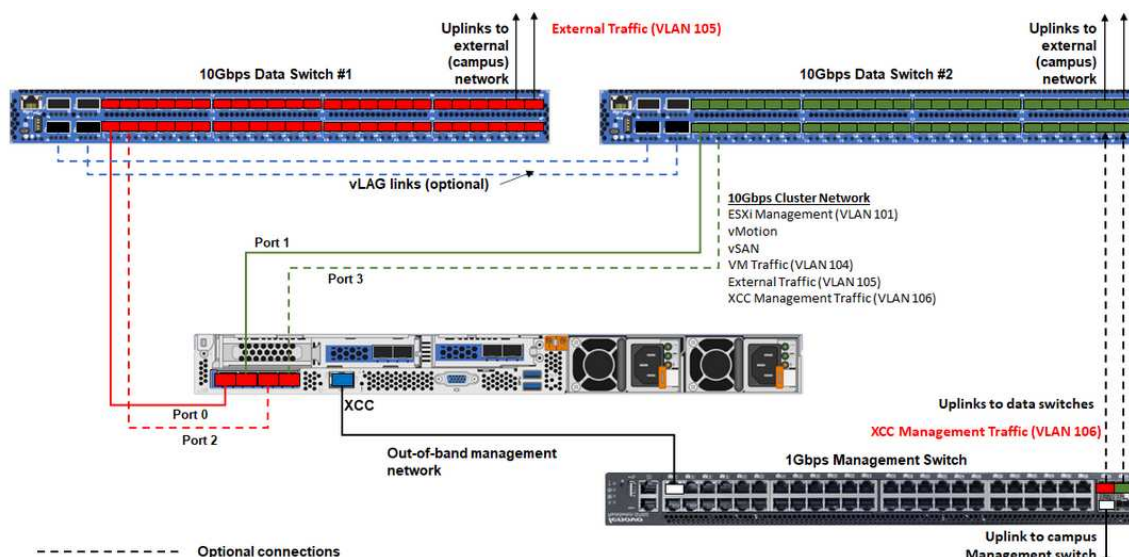 Uplinks to
external
(campus)
network
External Traffic (VLAN 105)
Uplinks to
external
(campus)
network
10Gbps Data Switch #1
10Gbps Data Switch #2
vLAG links (optional)
10Gbps Cluster Network
ESXi Management (VLAN 101)
vMotion
vSAN
VM Traffic (VLAN 104)
External Traffic (VLAN 105)
XCC Management Traffic (VLAN 106)
Port 1
Port 3
XCC
Port 0
Port 2
Uplinks to data switches
XCC Management Traffic (VLAN 106)
Out-of-band management
network
1Gbps Management Switch
Uplink to campus
Management switch
Optional connections